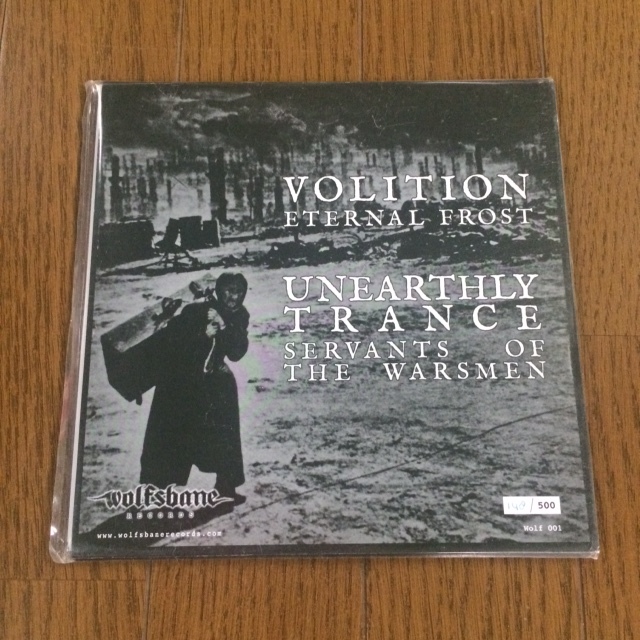 VOLITION
ETERNAL FROST
UNEARTHLY
TRANCE
SERVANTS OF
THE WARSMEN
wolfsbane
RECORDS
www.wolfsbanerecords.com
/ 500
Wolf 001